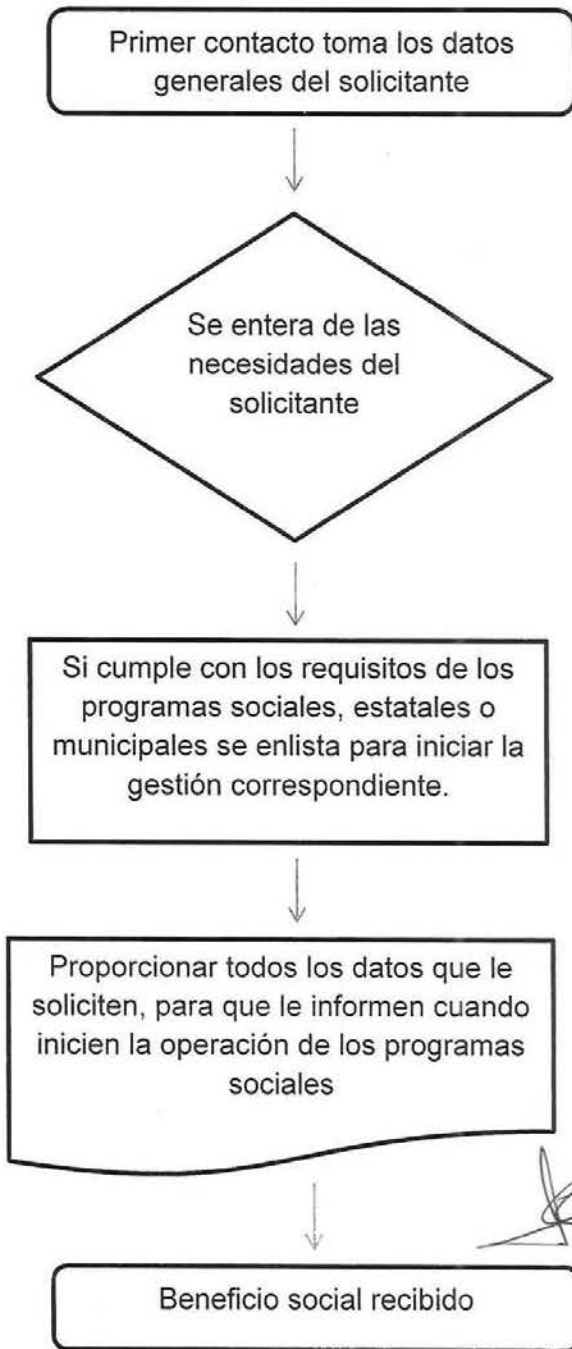 Primer contacto toma los datos
generales del solicitante
Se entera de las
necesidades del
solicitante
Si cumple con los requisitos de los
programas sociales, estatales o
municipales se enlista para iniciar la
gestión correspondiente.
Proporcionar todos los datos que le
soliciten, para que le informen cuando
inicien la operación de los programas
sociales
Beneficio social recibido